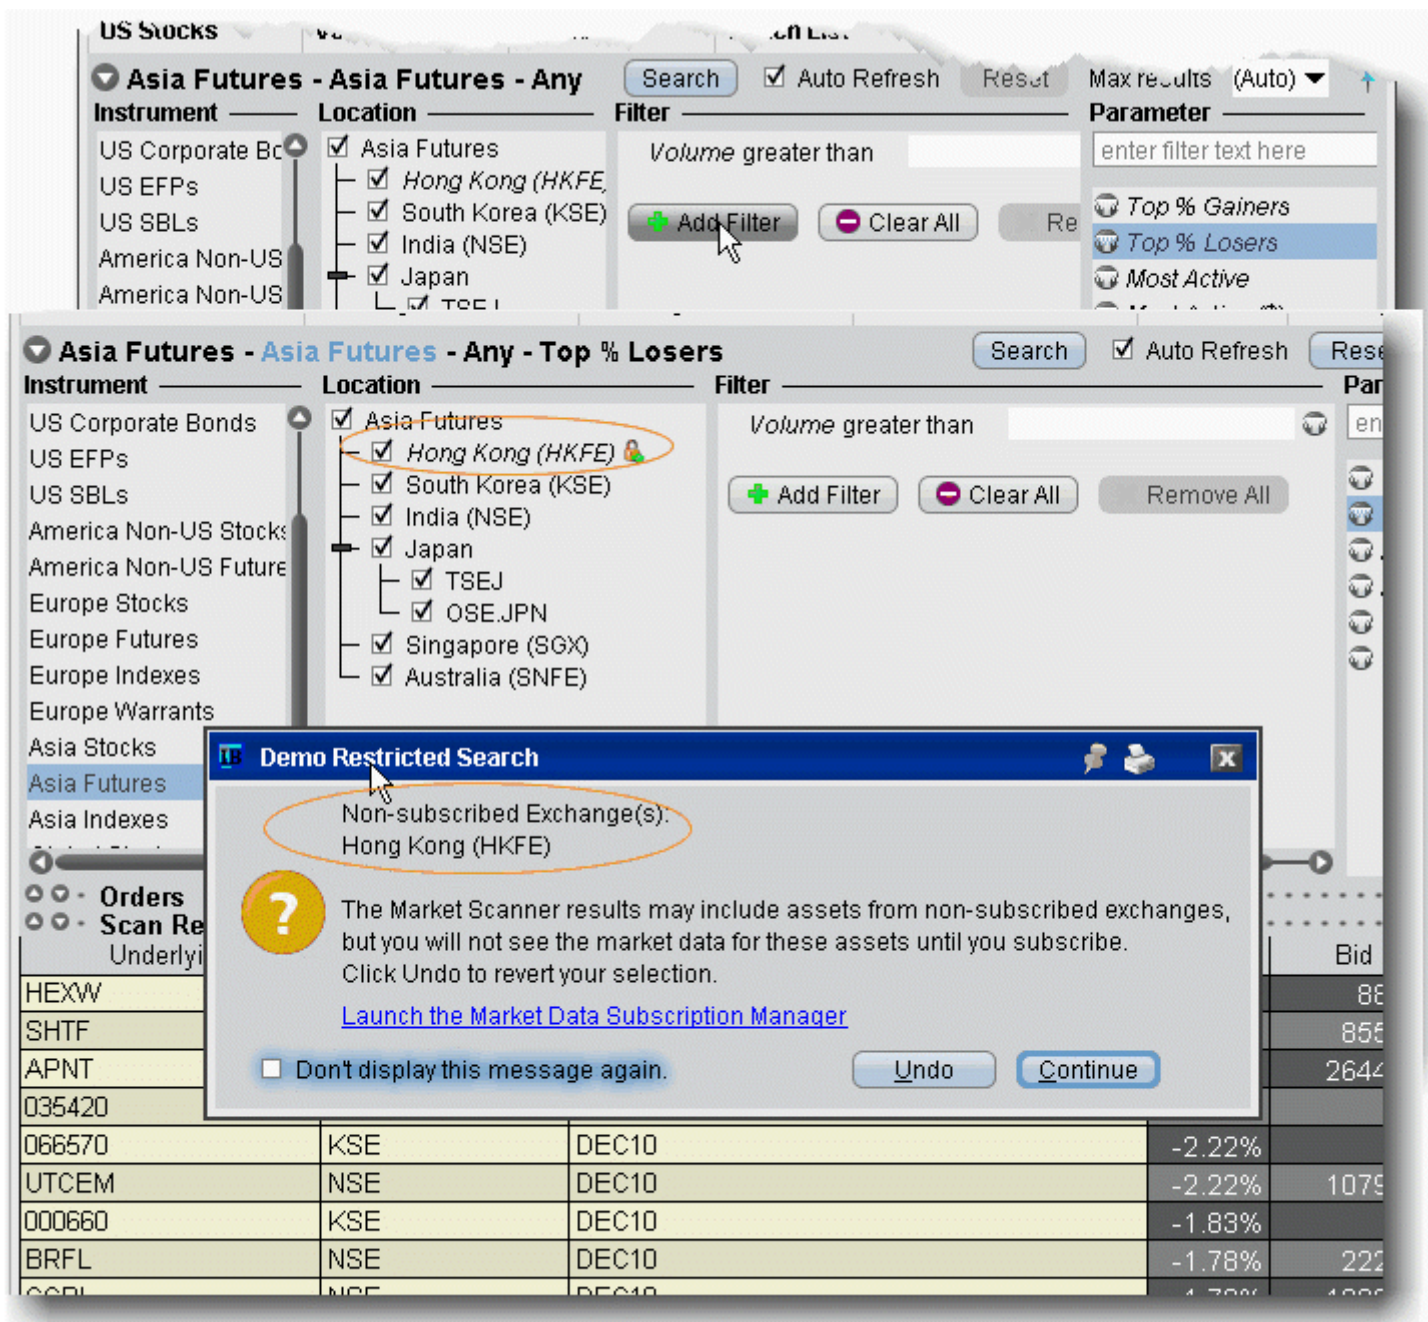 US Stocks
Asia Futures - Asia Futures - Any
Search
Auto Refresh
Reset
Max results
(Auto)
Instrument
Location
Filter
Parameter
US Corporate
US EFPs
US SBLs
America Non-US
America Non-US
Asia Futures
Hong Kong (HKFE
South Korea (KSE)
India (NSE)
Japan
TSEJ
Volume greater than
Add Filter
Clear All
Re
enter filter text here
Top % Gainers
Top % Losers
Most Active
Asia Futures - Asia Futures - Any - Top % Losers
Search
Auto Refresh
Rese
Instrument
Location
Filter
Par
US Corporate Bonds
US EFPs
US SBLs
America Non-US Stocks
America Non-US Future
Europe Stocks
Europe Futures
Europe Indexes
Europe Warrants
Asia Stocks
Asia Futures
Asia Indexes
Asia Futures
Hong Kong (HKFE)
South Korea (KSE)
India (NSE)
Japan
TSEJ
OSE.JPN
Singapore (SGX)
Australia (SNFE)
Volume greater than
en
Add Filter
Clear All
Remove All
Demo Restricted Search
Non-subscribed Exchange(s):
Hong Kong (HKFE)
The Market Scanner results may include assets from non-subscribed exchanges,
but you will not see the market data for these assets until you subscribe.
Click Undo to revert your selection.
Launch the Market Data Subscription Manager
Don't display this message again.
Undo
Continue
Orders
Scan Re
Underlyi
Bid
HEXW 88
SHTF 855
APNT 2644
035420
066570 KSE DEC10 -2.22%
UTCEM NSE DEC10 -2.22% 1079
000660 KSE DEC10 -1.83%
BRFL NSE DEC10 -1.78% 222
NSE DEC10